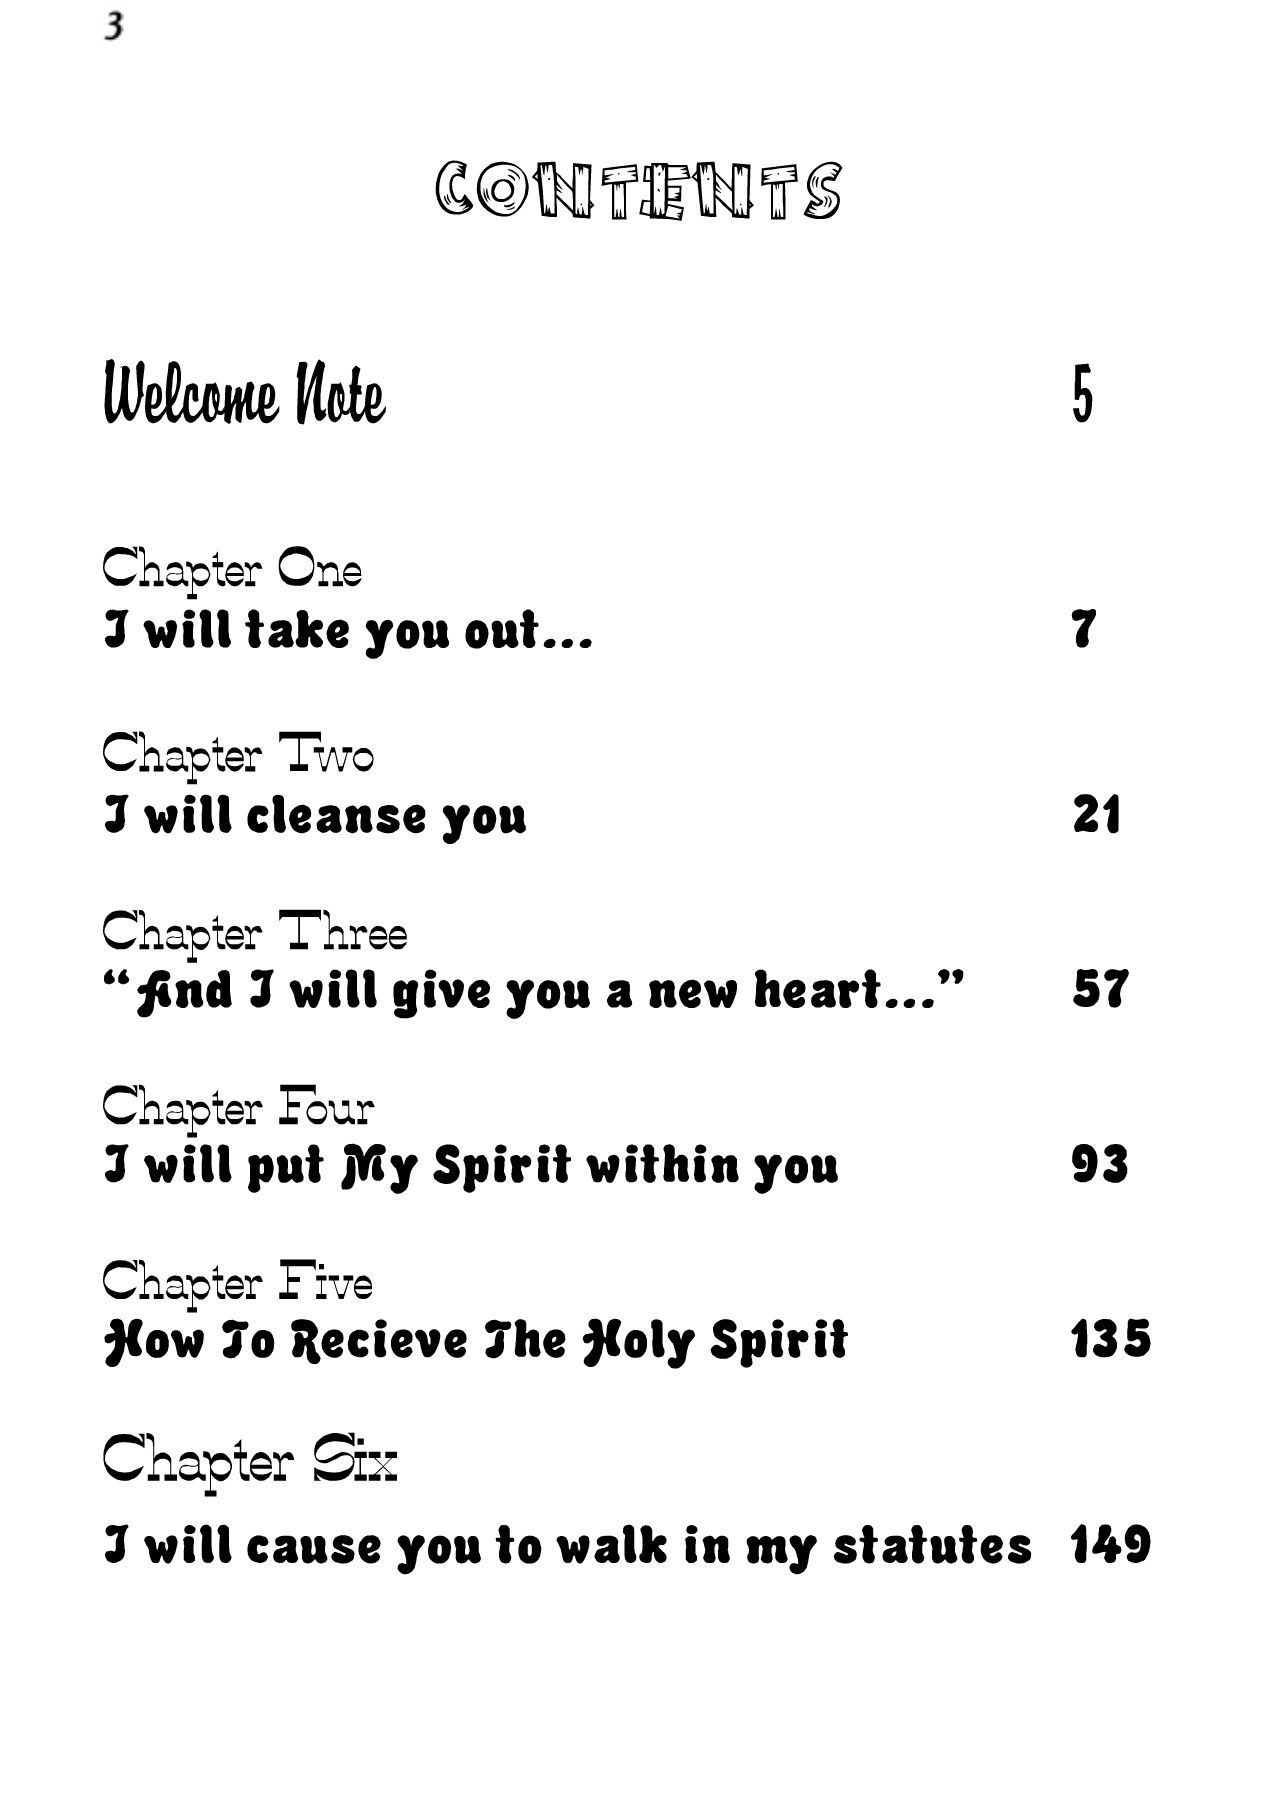 3
CONTENTS
Welcome Note 5
Chapter One
I will take you out... 7
Chapter Two
I will cleanse you 21
Chapter Three
“And I will give you a new heart...” 57
Chapter Four
I will put My Spirit within you 93
Chapter Five
How To Recieve The Holy Spirit 135
Chapter Six
I will cause you to walk in my statutes 149